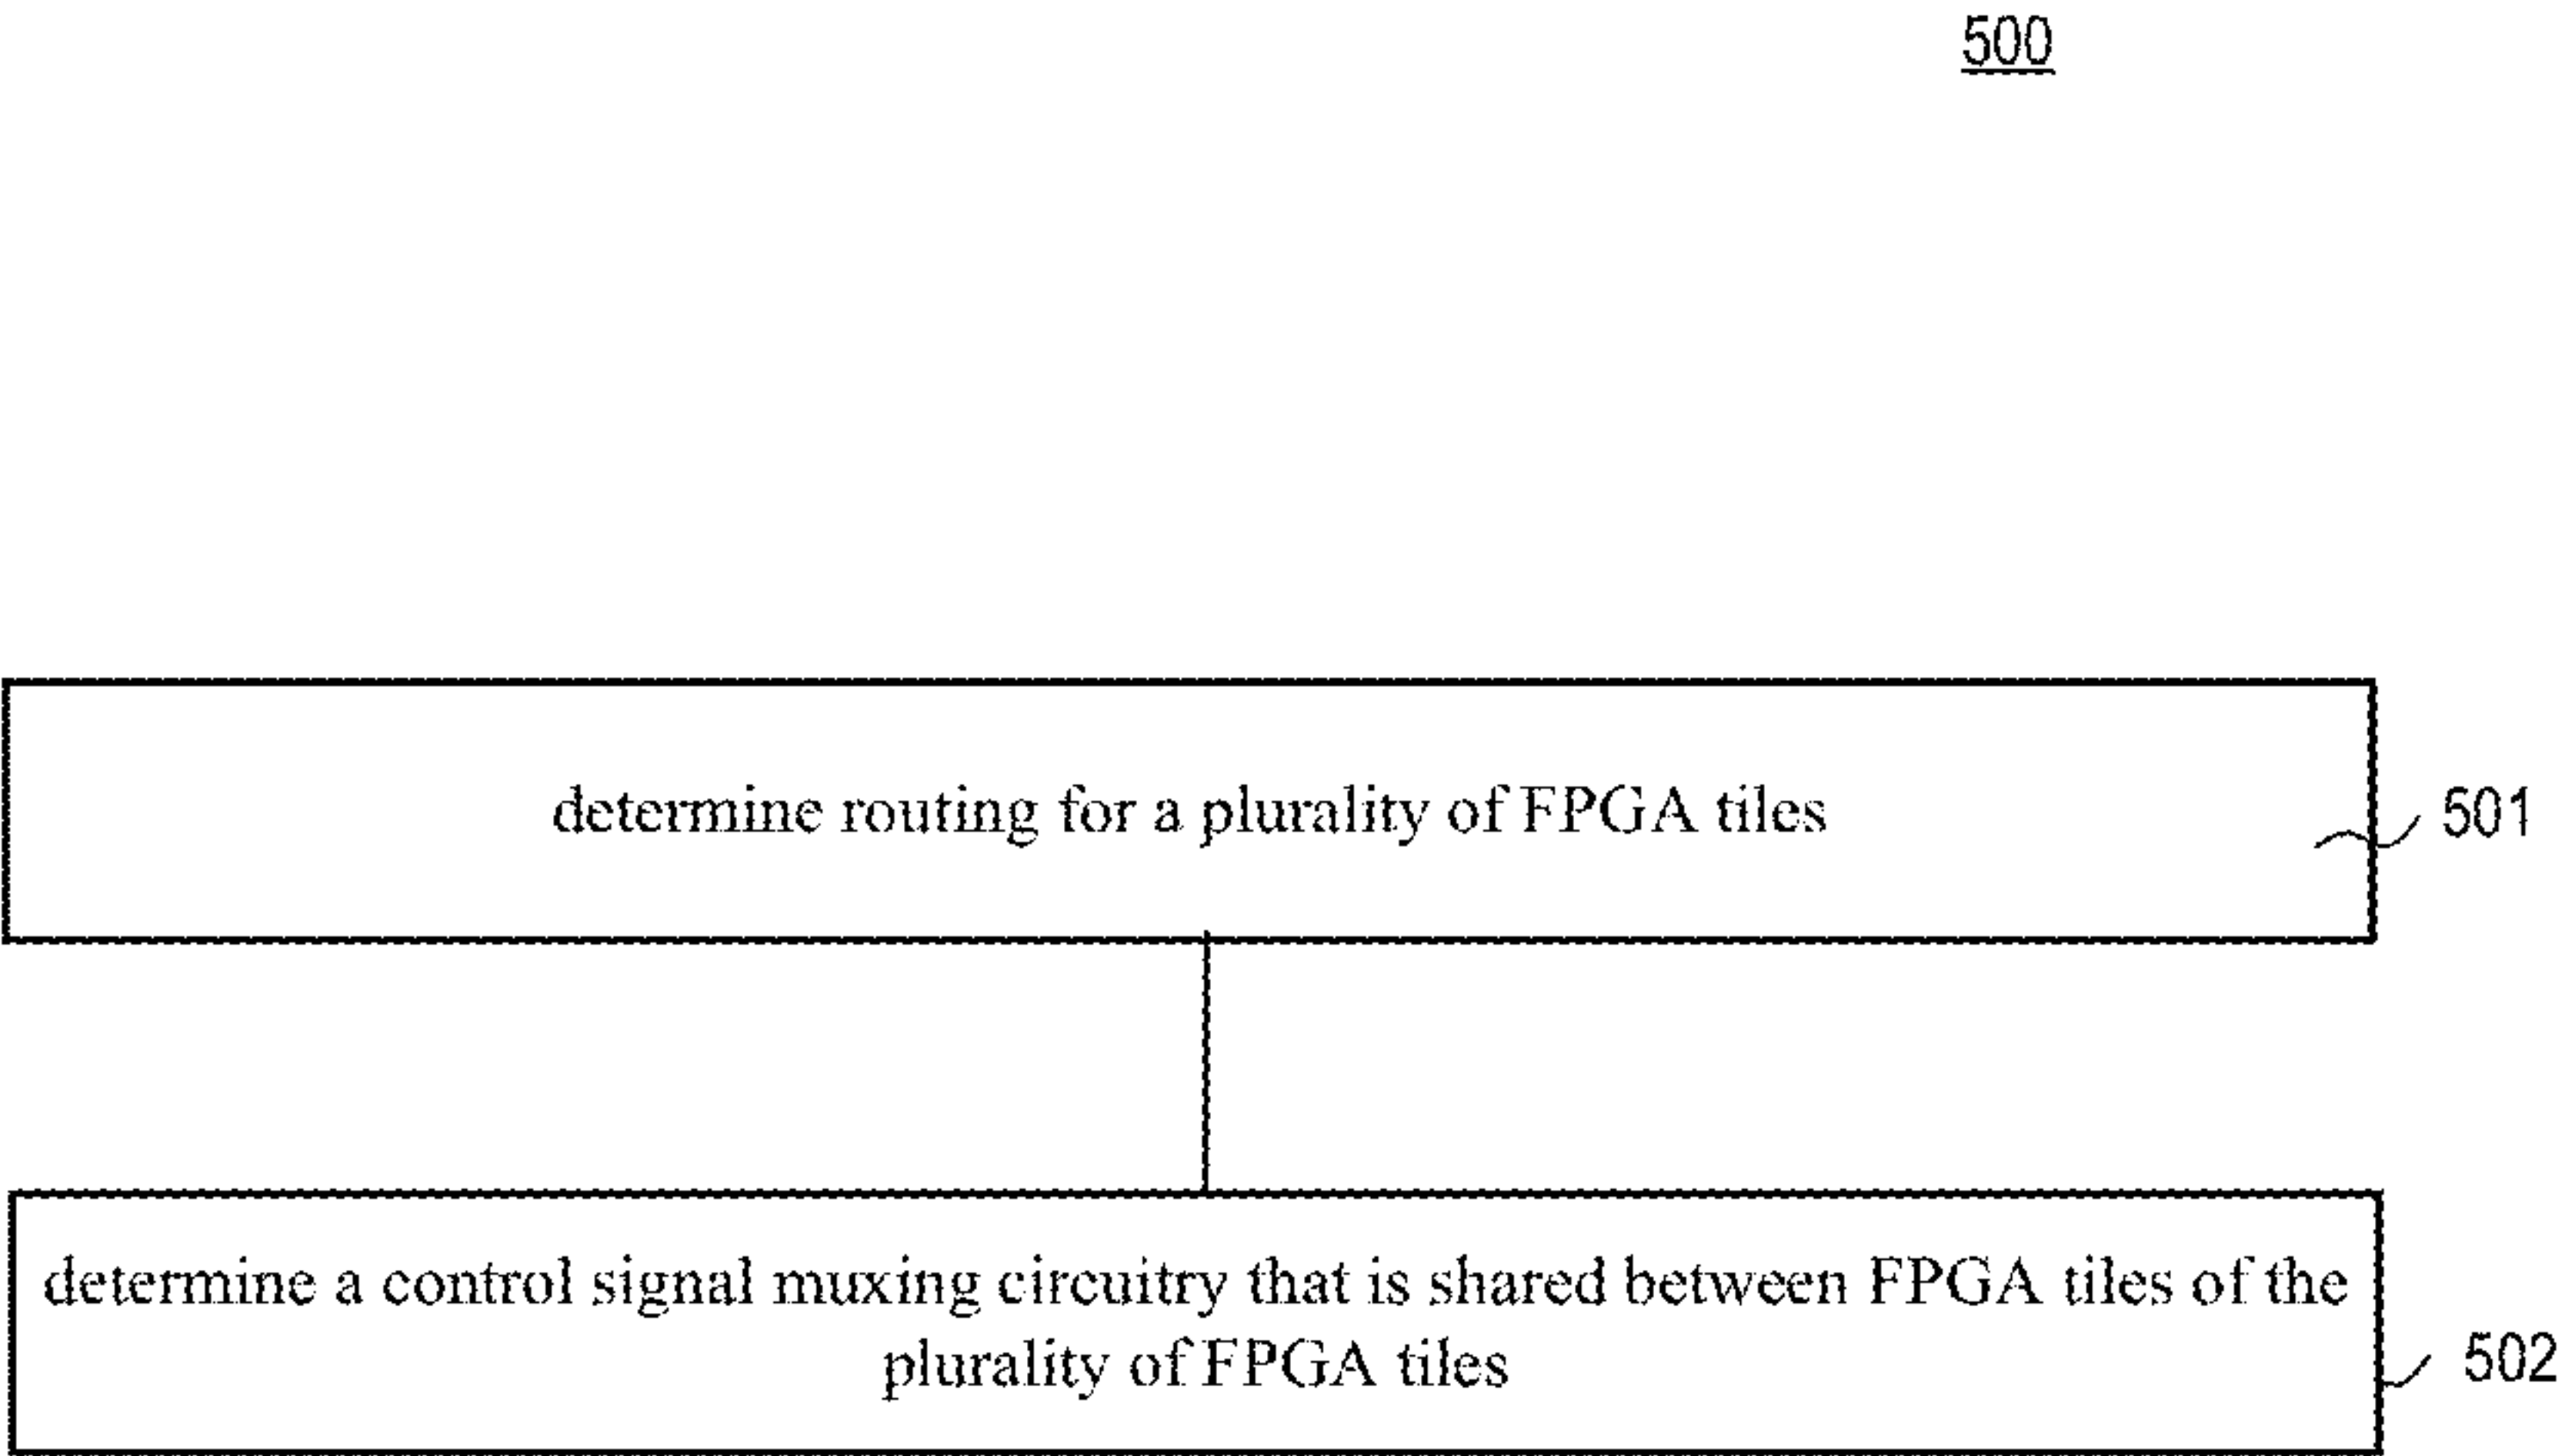 500
determine routing for a plurality of FPGA tiles
501
determine a control signal muxing circuitry that is shared between FPGA tiles of the
plurality of FPGA tiles
502